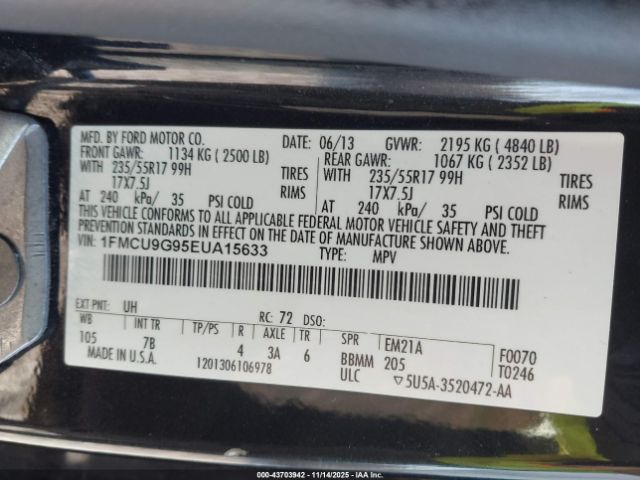 MFD. BY FORD MOTOR CO. DATE: 06/13 GVWR: 2195 KG ( 4840 LB)
FRONT GAWR: 1134 KG ( 2500 LB) REAR GAWR: 1067 KG ( 2352 LB)
WITH 235/55R17 99H TIRES WITH 235/55R17 99H TIRES
17X7.5J RIMS 17X7.5J RIMS
AT 240 kPa/ 35 PSI COLD AT 240 kPa/ 35 PSI COLD
THIS VEHICLE CONFORMS TO ALL APPLICABLE FEDERAL MOTOR VEHICLE SAFETY AND THEFT
PREVENTION STANDARDS IN EFFECT ON THE DATE OF MANUFACTURE SHOWN ABOVE.
VIN: 1FMCU9G95EUA15633 TYPE: MPV
EXT PNT: UH RC: 72 DSO:
WB INT TR TP/PS R AXLE TR SPR EM21A F0070
105 7B 4 3A 6 BBMM 205 T0246
MADE IN U.S.A. 1201306106978 ULC ▽5U5A-3520472-AA
000-43703942 | 11/14/2025 - IAAHC